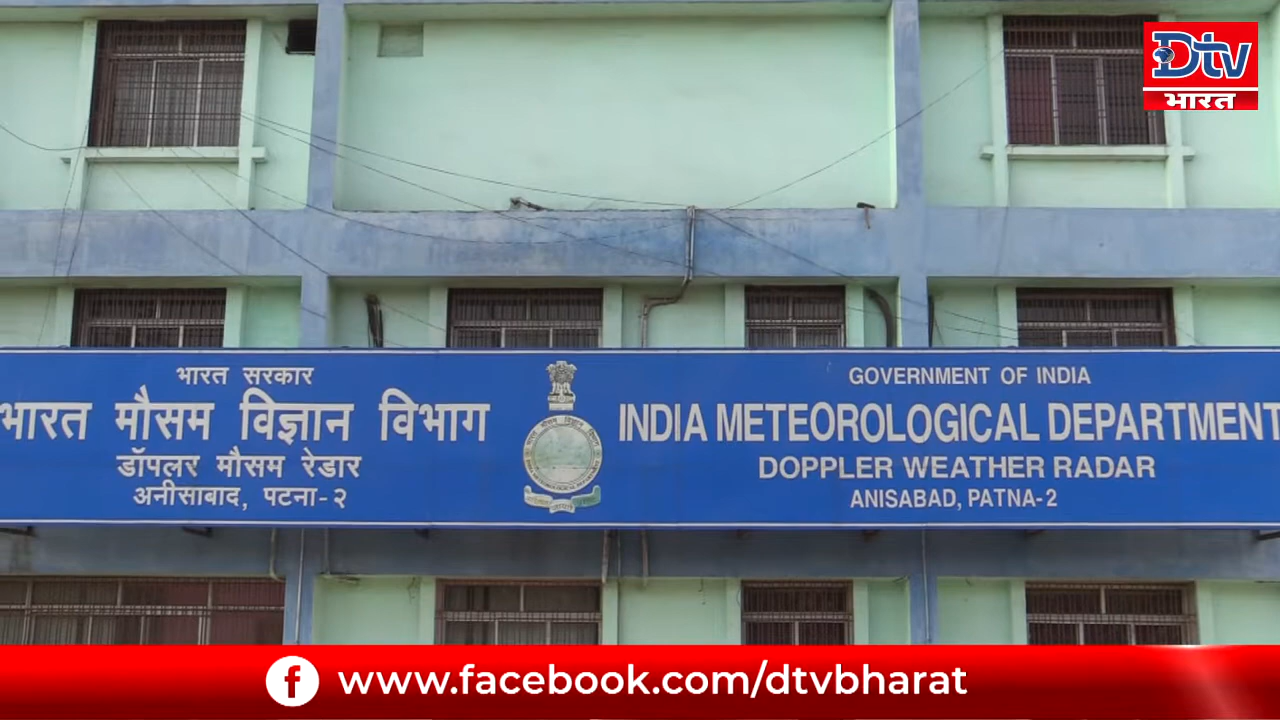 Dtv
भारत
भारत सरकार
भारत मौसम विज्ञान विभाग
डॉपलर मौसम रेडार
अनीसाबाद, पटना-२
GOVERNMENT OF INDIA
INDIA METEOROLOGICAL DEPARTMENT
DOPPLER WEATHER RADAR
ANISABAD, PATNA-2
www.facebook.com/dtvbharat